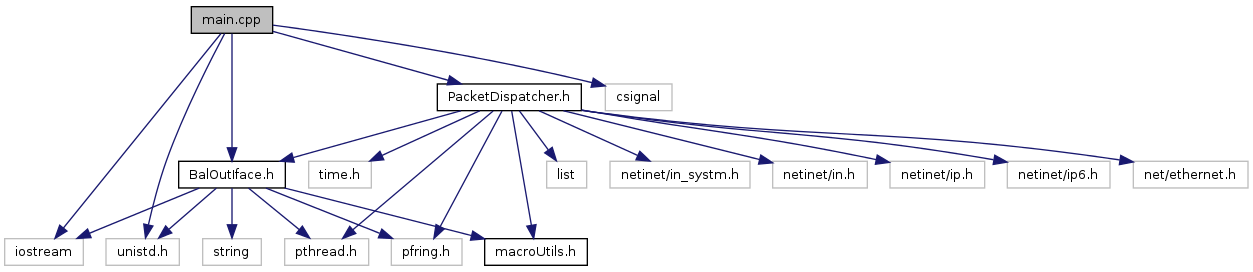 main.cpp
PacketDispatcher.h
csignal
BalOutIface.h
time.h
list
netinet/in_systm.h
netinet/in.h
netinet/ip.h
netinet/ip6.h
net/ethernet.h
iostream
unistd.h
string
pthread.h
pfring.h
macroUtils.h